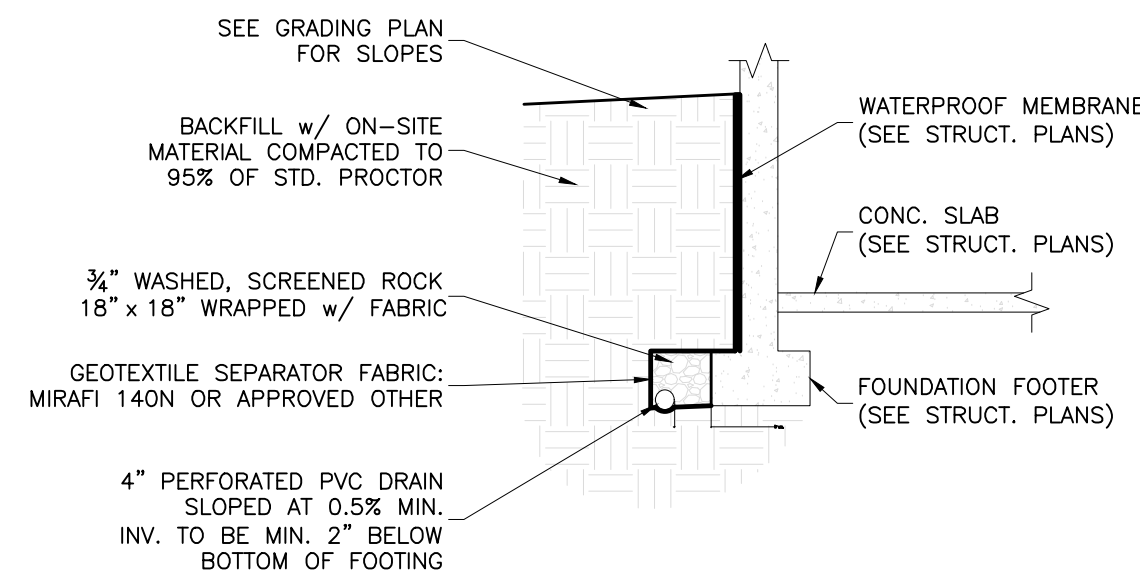 SEE GRADING PLAN
FOR SLOPES
BACKFILL w/ ON-SITE
MATERIAL COMPACTED TO
95% OF STD. PROCTOR
¾” WASHED, SCREENED ROCK
18” x 18” WRAPPED w/ FABRIC
GEOTEXTILE SEPARATOR FABRIC:
MIRAFI 140N OR APPROVED OTHER
4” PERFORATED PVC DRAIN
SLOPED AT 0.5% MIN.
INV. TO BE MIN. 2” BELOW
BOTTOM OF FOOTING
WATERPROOF MEMBRANE
(SEE STRUCT. PLANS)
CONC. SLAB
(SEE STRUCT. PLANS)
FOUNDATION FOOTER
(SEE STRUCT. PLANS)